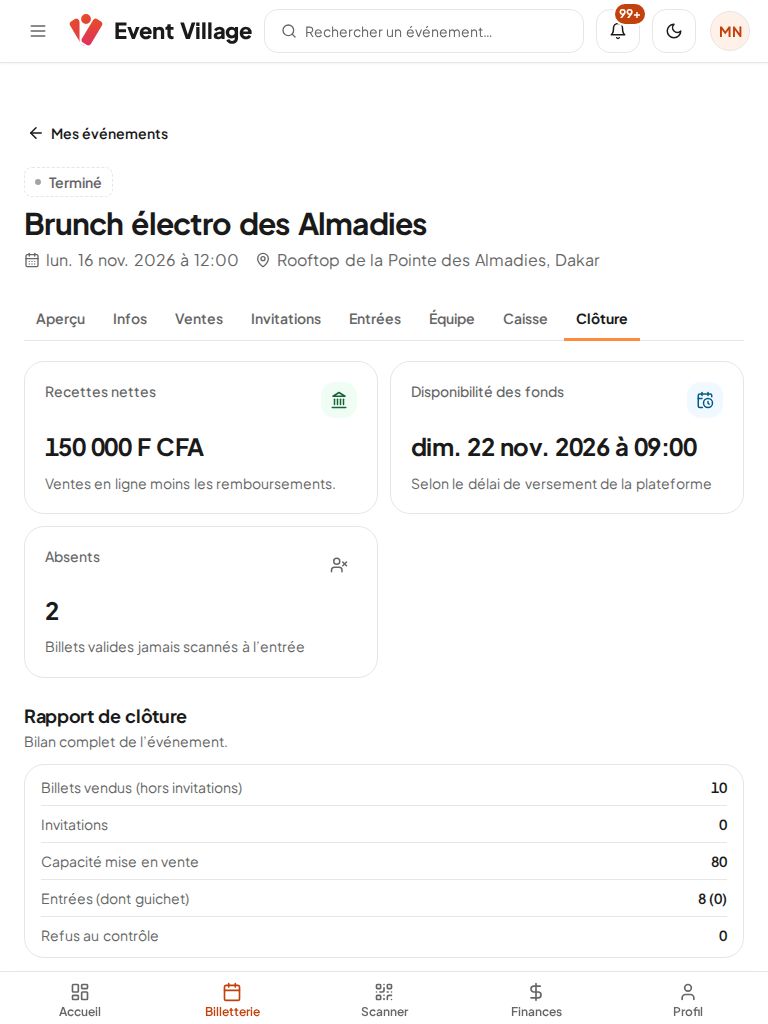 Event Village
Rechercher un événement...
99+
MN
Mes événements
Terminé
Brunch électro des Almadies
lun. 16 nov. 2026 à 12:00
Rooftop de la Pointe des Almadies, Dakar
Aperçu
Infos
Ventes
Invitations
Entrées
Équipe
Caisse
Clôture
Recettes nettes
150 000 F CFA
Ventes en ligne moins les remboursements.
Disponibilité des fonds
dim. 22 nov. 2026 à 09:00
Selon le délai de versement de la plateforme
Absents
2
Billets valides jamais scannés à l'entrée
Rapport de clôture
Bilan complet de l'événement.
Billets vendus (hors invitations) 10
Invitations 0
Capacité mise en vente 80
Entrées (dont guichet) 8 (0)
Refus au contrôle 0
Accueil
Billetterie
Scanner
Finances
Profil